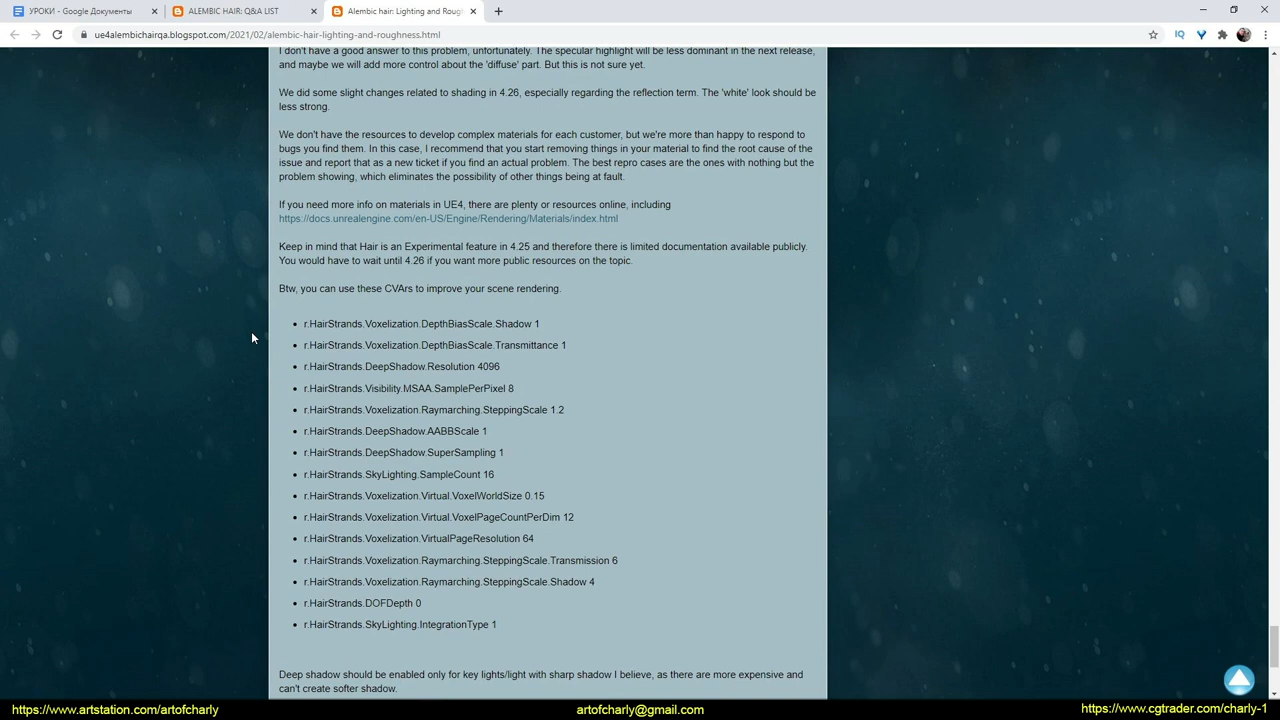 УРОКИ - Google Документы
ALEMBIC HAIR: Q&A LIST
Alembic hair: Lighting and Rough
ue4alembichairqa.blogspot.com/2021/02/alembic-hair-lighting-and-roughness.html
I don't have a good answer to this problem, unfortunately. The specular highlight will be less dominant in the next release,
and maybe we will add more control about the 'diffuse' part. But this is not sure yet.
We did some slight changes related to shading in 4.26, especially regarding the reflection term. The 'white' look should be
less strong.
We don't have the resources to develop complex materials for each customer, but we're more than happy to respond to
bugs you find them. In this case, I recommend that you start removing things in your material to find the root cause of the
issue and report that as a new ticket if you find an actual problem. The best repro cases are the ones with nothing but the
problem showing, which eliminates the possibility of other things being at fault.
If you need more info on materials in UE4, there are plenty or resources online, including
https://docs.unrealengine.com/en-US/Engine/Rendering/Materials/index.html
Keep in mind that Hair is an Experimental feature in 4.25 and therefore there is limited documentation available publicly.
You would have to wait until 4.26 if you want more public resources on the topic.
Btw, you can use these CVArs to improve your scene rendering.
• r.HairStrands.Voxelization.DepthBiasScale.Shadow 1
• r.HairStrands.Voxelization.DepthBiasScale.Transmittance 1
• r.HairStrands.DeepShadow.Resolution 4096
• r.HairStrands.Visibility.MSAA.SamplePerPixel 8
• r.HairStrands.Voxelization.Raymarching.SteppingScale 1.2
• r.HairStrands.DeepShadow.AABBScale 1
• r.HairStrands.DeepShadow.SuperSampling 1
• r.HairStrands.SkyLighting.SampleCount 16
• r.HairStrands.Voxelization.Virtual.VoxelWorldSize 0.15
• r.HairStrands.Voxelization.Virtual.VoxelPageCountPerDim 12
• r.HairStrands.Voxelization.VirtualPageResolution 64
• r.HairStrands.Voxelization.Raymarching.SteppingScale.Transmission 6
• r.HairStrands.Voxelization.Raymarching.SteppingScale.Shadow 4
• r.HairStrands.DOFDepth 0
• r.HairStrands.SkyLighting.IntegrationType 1
Deep shadow should be enabled only for key lights/light with sharp shadow I believe, as there are more expensive and
can't create softer shadow.
https://www.artstation.com/artofcharly
artofcharly@gmail.com
https://www.cgtrader.com/charly-1